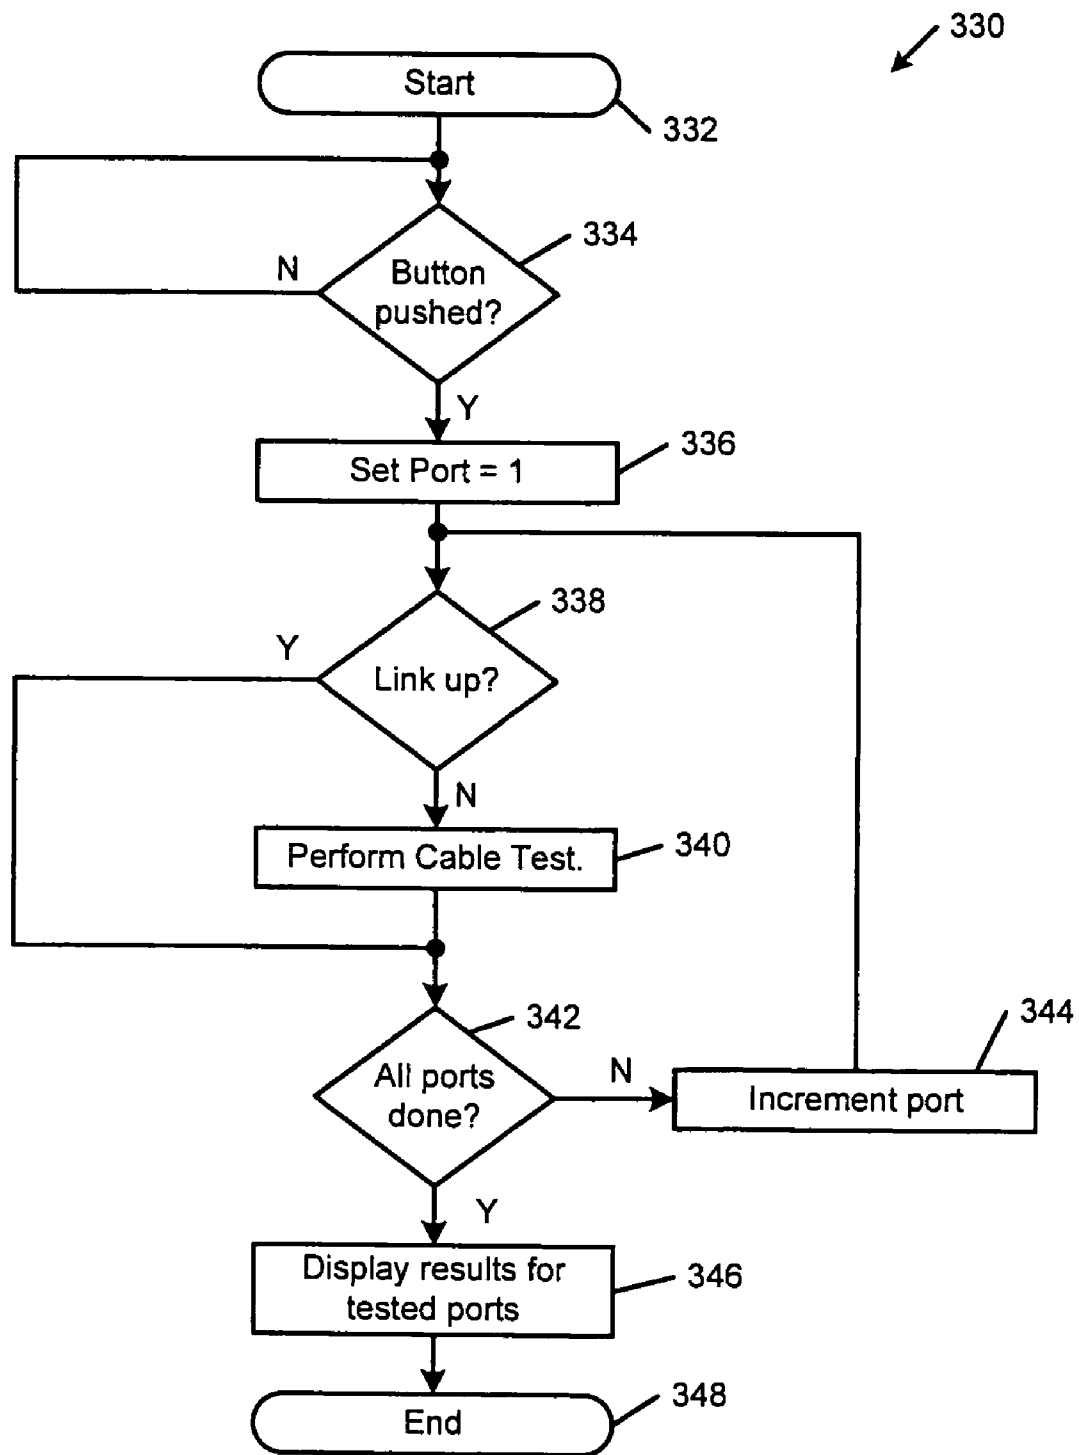 330
Start
332
334
N
Button
pushed?
Y
336
Set Port = 1
338
Y
Link up?
N
Perform Cable Test.
340
342
344
All ports
done?
N
Increment port
Y
Display results for
tested ports
346
End
348